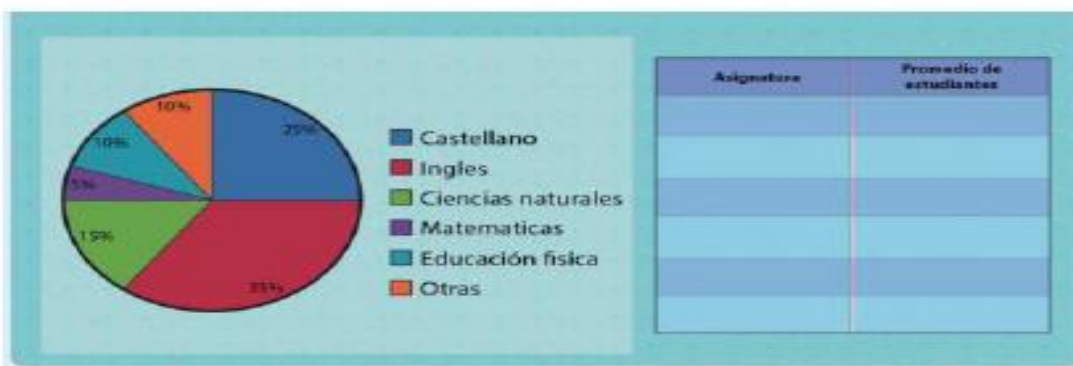 10%
25%
10%
5%
15%
35%
Castellano
Ingles
Ciencias naturales
Matematicas
Educación fisica
Otras
Asignatura
Promedio de
estudiantes